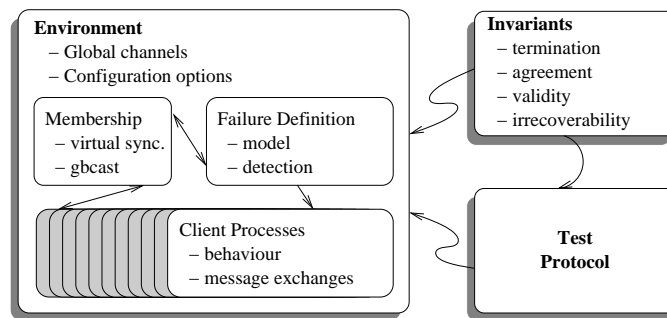 Environment
– Global channels
– Configuration options
Membership
– virtual sync.
– gbcast
Failure Definition
– model
– detection
Client Processes
– behaviour
– message exchanges
Invariants
– termination
– agreement
– validity
– irrecoverability
Test
Protocol